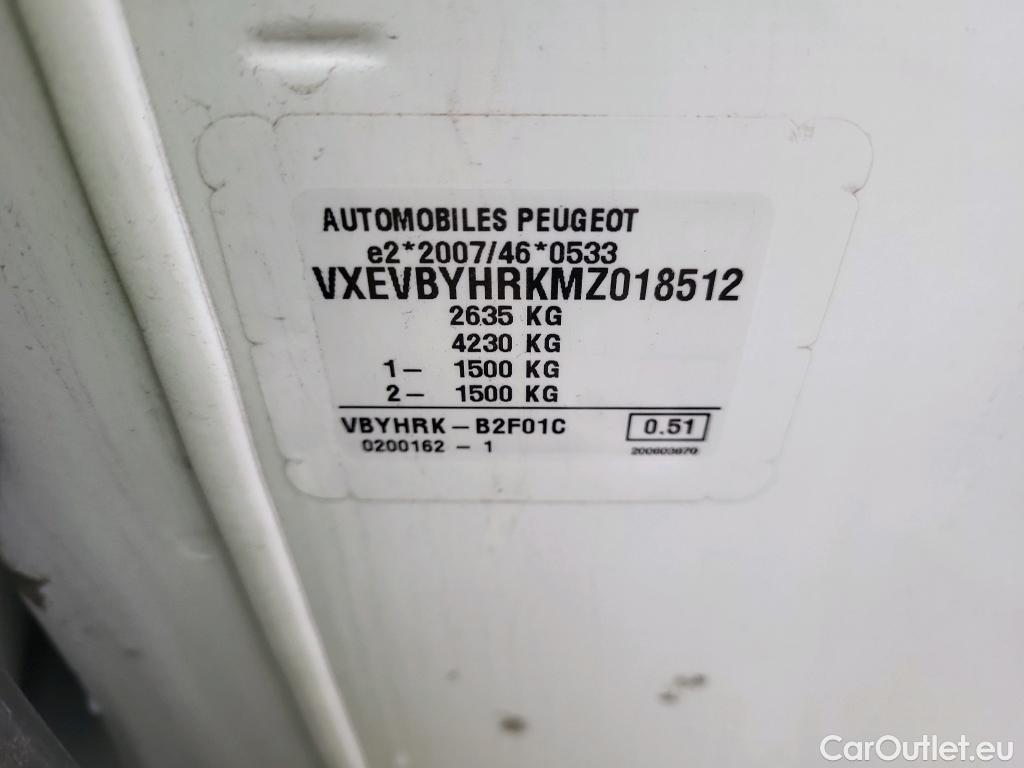 AUTOMOBILES PEUGEOT
e2*2007/46*0533
VXEVBYHRKMZ018512
2635 KG
4230 KG
1- 1500 KG
2- 1500 KG
VBYHRK - B2F01C 0.51
0200162 - 1
CarOutlet.eu